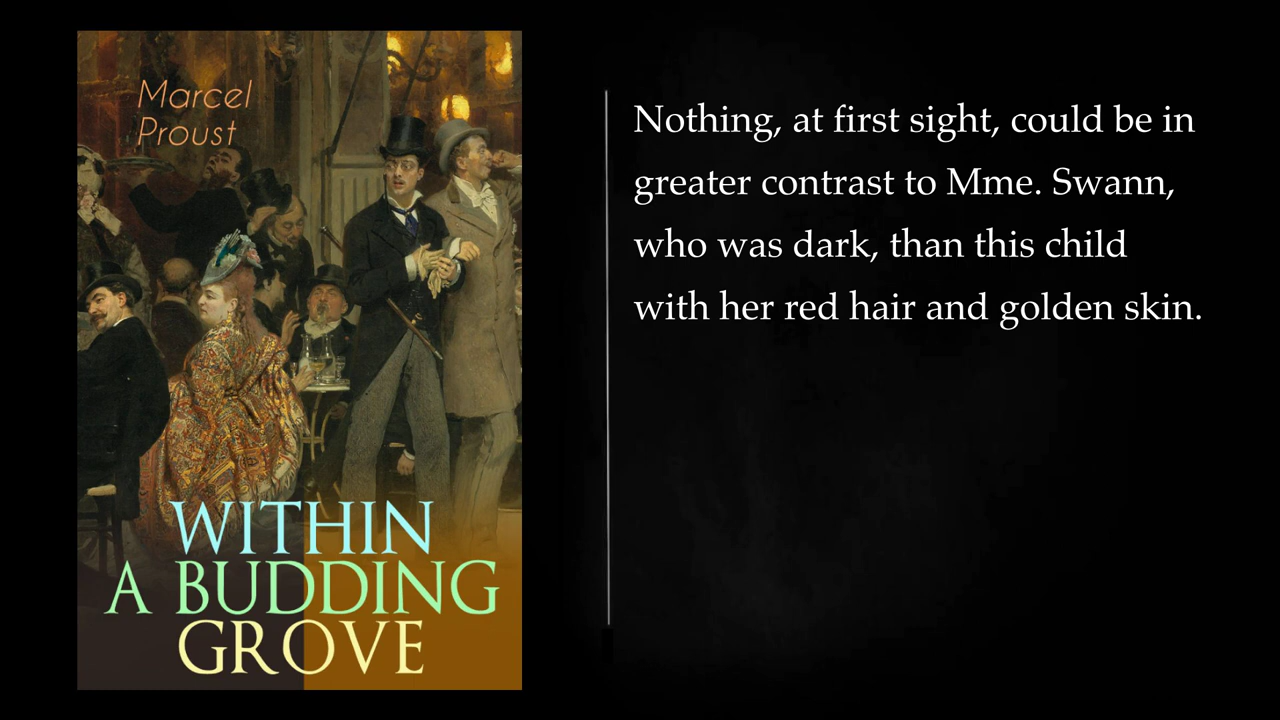 Marcel
Proust
WITHIN
A BUDDING
GROVE
Nothing, at first sight, could be in
greater contrast to Mme. Swann,
who was dark, than this child
with her red hair and golden skin.